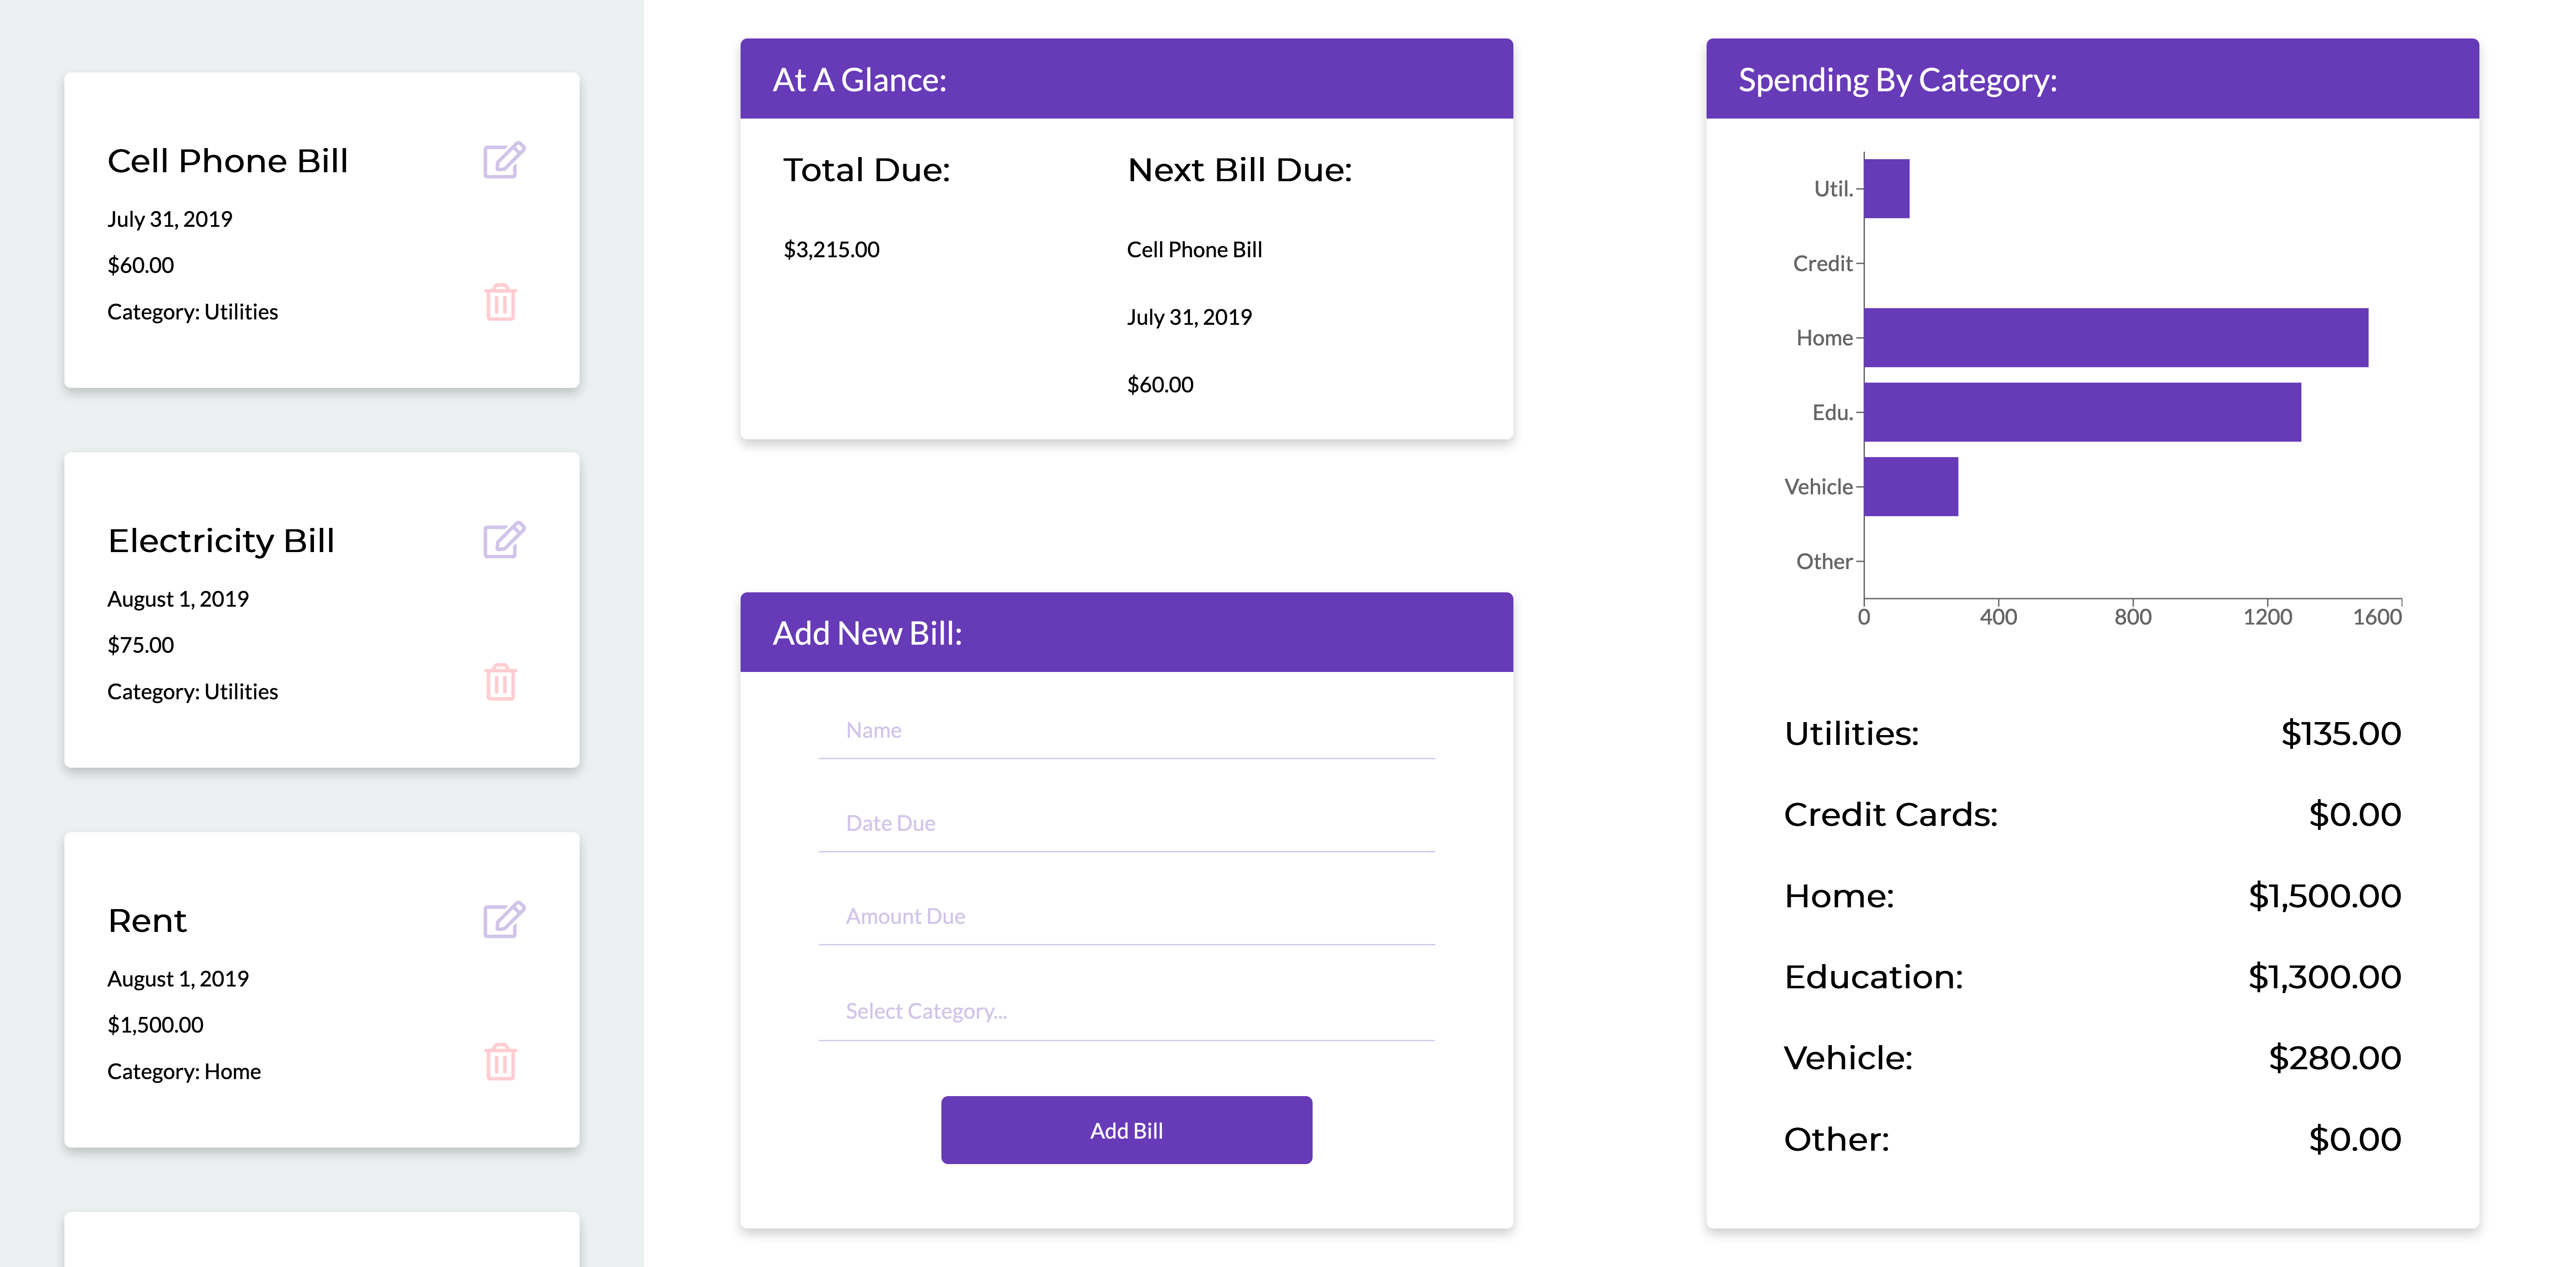 Cell Phone Bill
July 31, 2019
$60.00
Category: Utilities
Electricity Bill
August 1, 2019
$75.00
Category: Utilities
Rent
August 1, 2019
$1,500.00
Category: Home
At A Glance:
Total Due:
$3,215.00
Next Bill Due:
Cell Phone Bill
July 31, 2019
$60.00
Add New Bill:
Name
Date Due
Amount Due
Select Category...
Add Bill
Spending By Category:
Util.
Credit
Home
Edu.
Vehicle
Other
0 400 800 1200 1600
Utilities: $135.00
Credit Cards: $0.00
Home: $1,500.00
Education: $1,300.00
Vehicle: $280.00
Other: $0.00